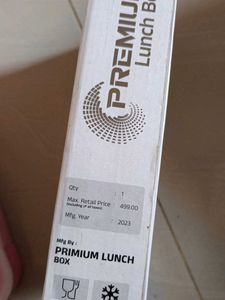 PREMIU
Lunch Bo
Qty : 1
Max. Retail Price : 499.00
(Including of all taxes)
Mfg. Year : 2023
Mfg By :
PRIMIUM LUNCH
BOX